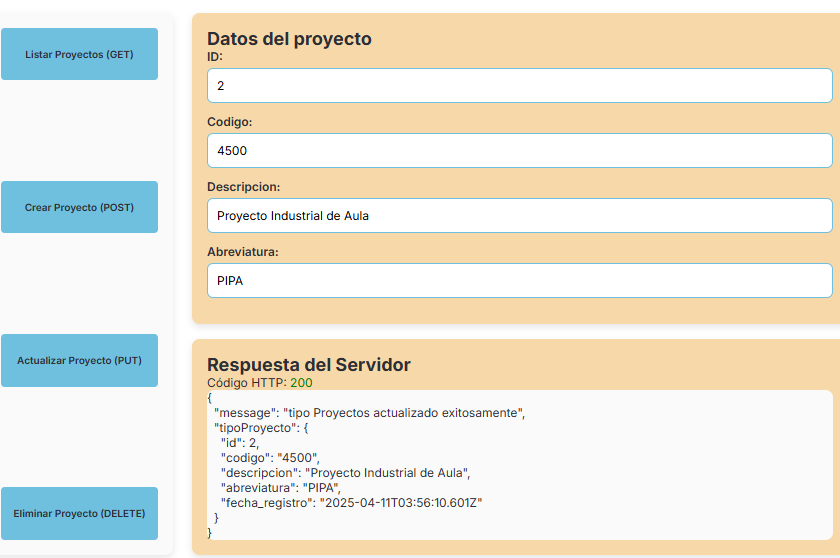 Listar Proyectos (GET)
Crear Proyecto (POST)
Actualizar Proyecto (PUT)
Eliminar Proyecto (DELETE)
Datos del proyecto
ID:
2
Codigo:
4500
Descripcion:
Proyecto Industrial de Aula
Abreviatura:
PIPA
Respuesta del Servidor
Código HTTP: 200
{
  "message": "tipo Proyectos actualizado exitosamente",
  "tipoProyecto": {
    "id": 2,
    "codigo": "4500",
    "descripcion": "Proyecto Industrial de Aula",
    "abreviatura": "PIPA",
    "fecha_registro": "2025-04-11T03:56:10.601Z"
  }
}